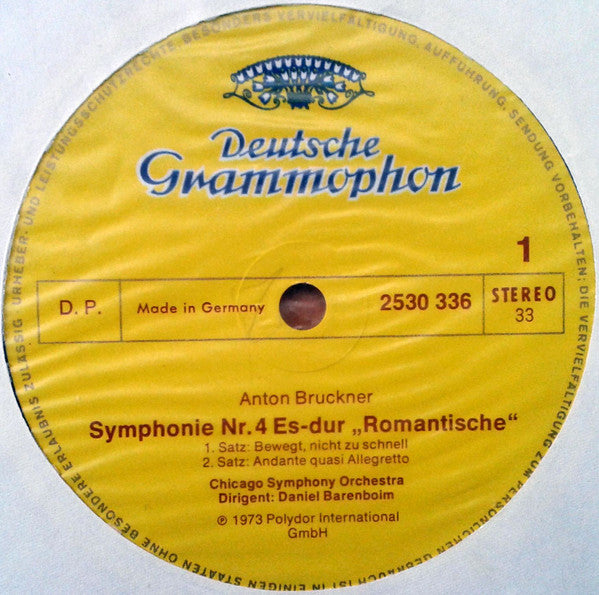 URHEBER- UND LEISTUNGSSCHUTZRECHTE, BESONDERS VERVIELFÄLTIGUNG, AUFFÜHRUNG, SENDUNG VORBEHALTEN; DIE VERVIELFÄLTIGUNG ZUM PERSÖNLICHEN GEBRAUCH IST IN EINIGEN STAATEN OHNE BESONDERE ERLAUBNIS ZULÄSSIG
Deutsche
Grammophon
1
D. P.
Made in Germany
2530 336
STEREO
33
Anton Bruckner
Symphonie Nr. 4 Es-dur „Romantische“
1. Satz: Bewegt, nicht zu schnell
2. Satz: Andante quasi Allegretto
Chicago Symphony Orchestra
Dirigent: Daniel Barenboim
℗ 1973 Polydor International
GmbH